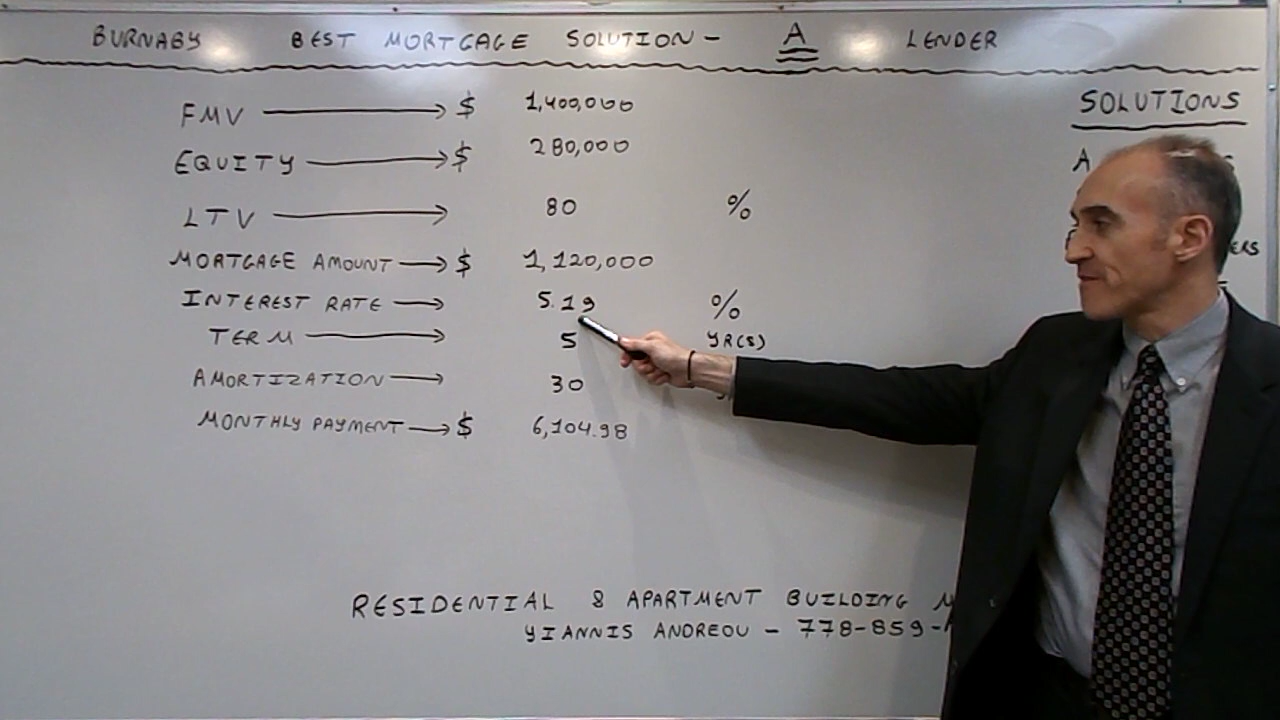 BURNABY BEST MORTGAGE SOLUTION - A LENDER
FMV → $ 1,400,000
EQUITY → $ 280,000
LTV → 80 %
MORTGAGE AMOUNT → $ 1,120,000
INTEREST RATE → 5.19 %
TERM → 5 YR(S)
AMORTIZATION → 30
MONTHLY PAYMENT → $ 6,104.98
SOLUTIONS
A
RESIDENTIAL & APARTMENT BUILDING
YIANNIS ANDREOU - 778-859-